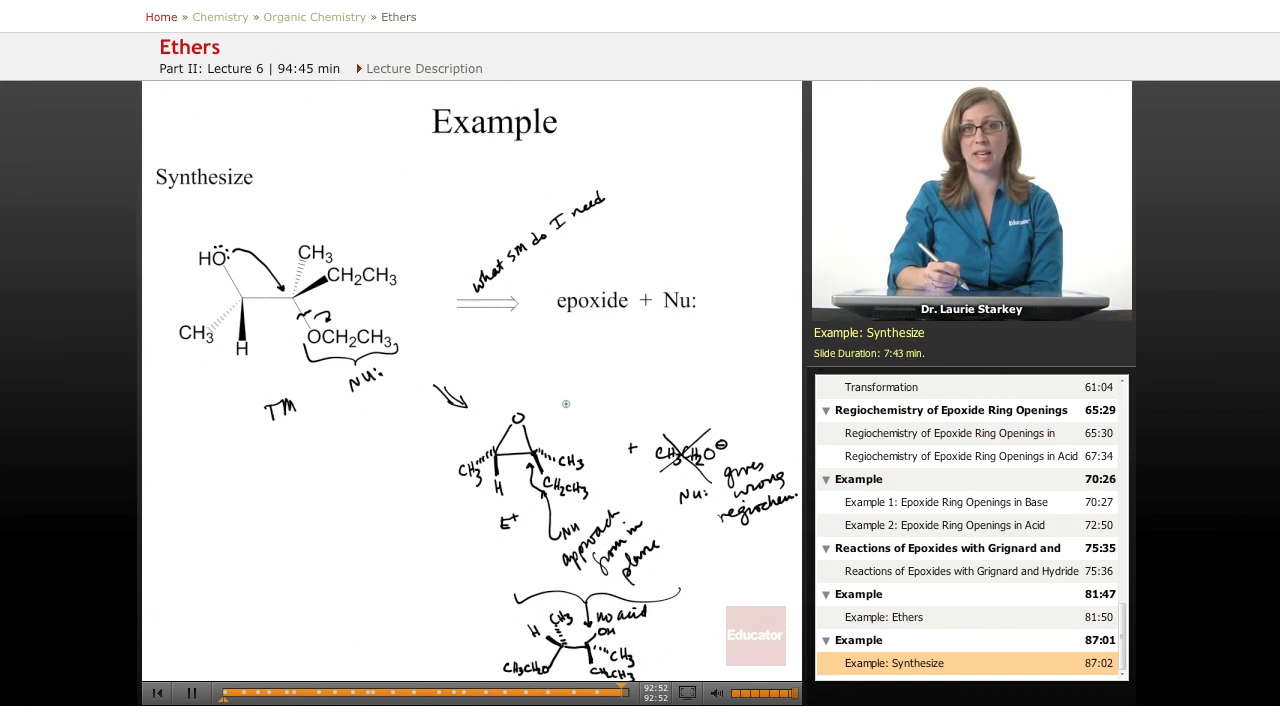 Home » Chemistry » Organic Chemistry » Ethers
Ethers
Part II: Lecture 6 | 94:45 min
Lecture Description
Example
Synthesize
HO
CH3
CH2CH3
CH3
H
OCH2CH3
Nu:
TM
what SM do I need
epoxide + Nu:
O
CH3
H
CH3
CH2CH3
E+
+
CH3CH2O⊖
Nu:
gives
wrong
regiochem.
Nu
approach
from in
plane
no acid
H
CH3
OH
CH3
CH3CH2O
CH2CH3
Educator
92:52
92:52
Educator
Dr. Laurie Starkey
Example: Synthesize
Slide Duration: 7:43 min.
Transformation 61:04
Regiochemistry of Epoxide Ring Openings 65:29
Regiochemistry of Epoxide Ring Openings in 65:30
Regiochemistry of Epoxide Ring Openings in Acid 67:34
Example 70:26
Example 1: Epoxide Ring Openings in Base 70:27
Example 2: Epoxide Ring Openings in Acid 72:50
Reactions of Epoxides with Grignard and 75:35
Reactions of Epoxides with Grignard and Hydride 75:36
Example 81:47
Example: Ethers 81:50
Example 87:01
Example: Synthesize 87:02